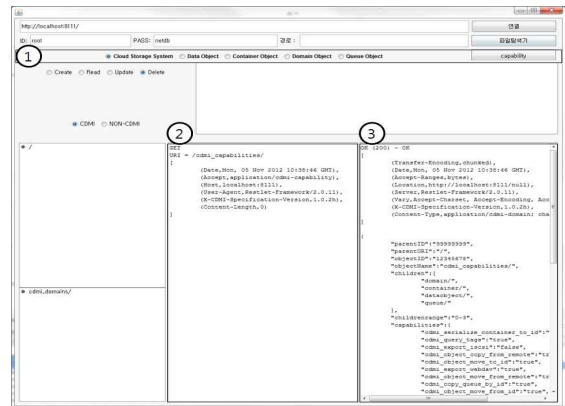 http://localhost:8111/
연결
ID: root
PASS: netdb
경로 :
파일탐색기
1
Cloud Storage System Data Object Container Object Domain Object Queue Object
capability
Create Read Update Delete
CDMI NON-CDMI
2
3
/
GET
URI = /cdmi_capabilities/
[
(Date,Mon, 05 Nov 2012 10:38:46 GMT),
(Accept,application/cdmi-capability),
(Host,localhost:8111),
(User-Agent,Restlet-Framework/2.0.11),
(X-CDMI-Specification-Version,1.0.2h),
(Content-Length,0)
]
OK (200) - OK
[
(Transfer-Encoding,chunked),
(Date,Mon, 05 Nov 2012 10:38:46 GMT),
(Accept-Ranges,bytes),
(Location,http://localhost:8111/null),
(Server,Restlet-Framework/2.0.11),
(Vary,Accept-Charset, Accept-Encoding, Acc
(X-CDMI-Specification-Version,1.0.2h),
(Content-Type,application/cdmi-domain; cha
]
{
"parentID":"99999999",
"parentURI":"/",
"objectID":"12345678",
"objectName":"cdmi_capabilities/",
"children":[
"domain/",
"container/",
"dataobject/",
"queue/"
],
"childrenrange":"0-3",
"capabilities":{
"cdmi_serialize_container_to_id":"
"cdmi_query_tags":"true",
"cdmi_export_iscsi":"false",
"cdmi_object_copy_from_remote":"tr
"cdmi_object_move_to_id":"true",
"cdmi_export_webdav":"true",
"cdmi_object_move_from_remote":"tr
"cdmi_copy_queue_by_id":"true",
"cdmi_object_move_from_id":"true",
cdmi_domains/